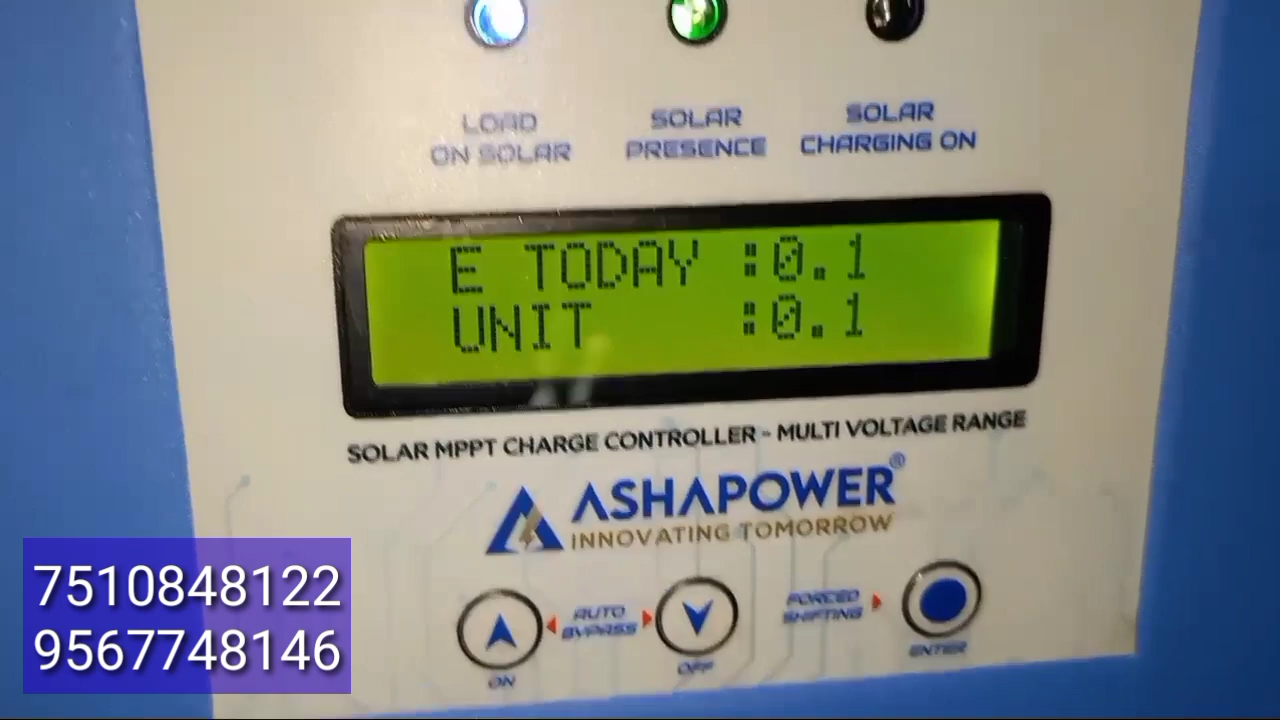 LOAD
ON SOLAR
SOLAR
PRESENCE
SOLAR
CHARGING ON
E TODAY :0.1
UNIT :0.1
SOLAR MPPT CHARGE CONTROLLER - MULTI VOLTAGE RANGE
ASHAPOWER®
INNOVATING TOMORROW
AUTO
BYPASS
FORCED
SHIFTING
ON
OFF
ENTER
7510848122
9567748146